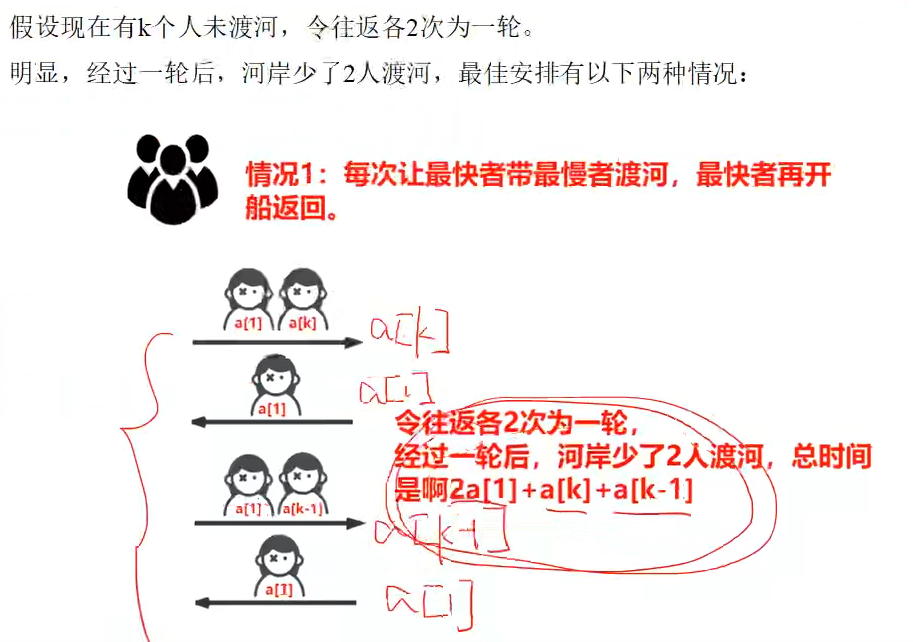 假设现在有k个人未渡河，令往返各2次为一轮。
明显，经过一轮后，河岸少了2人渡河，最佳安排有以下两种情况：
情况1：每次让最快者带最慢者渡河，最快者再开
船返回。
a[1] a[k]
a[k]
a[1]
a[1]
令往返各2次为一轮，
经过一轮后，河岸少了2人渡河，总时间
是啊2a[1]+a[k]+a[k-1]
a[1] a[k-1]
a[k-1]
a[1]
a[1]